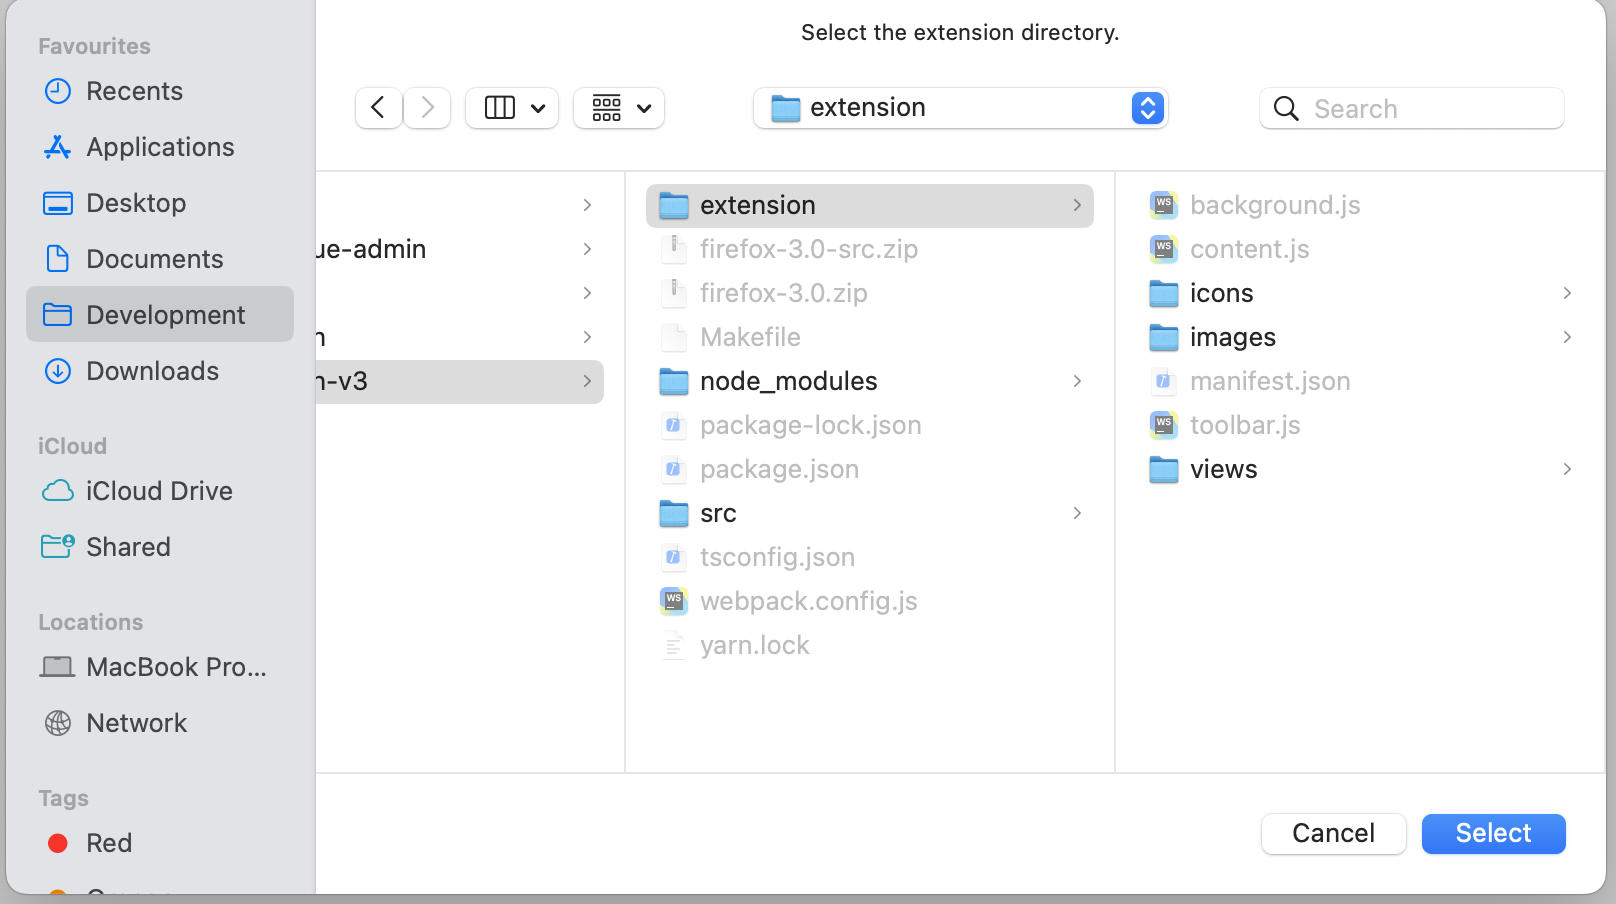 Select the extension directory.
Favourites
Recents
Applications
Desktop
Documents
Development
Downloads
iCloud
iCloud Drive
Shared
Locations
MacBook Pro...
Network
Tags
Red
extension
Search
ue-admin
n
n-v3
extension
firefox-3.0-src.zip
firefox-3.0.zip
Makefile
node_modules
package-lock.json
package.json
src
tsconfig.json
webpack.config.js
yarn.lock
background.js
content.js
icons
images
manifest.json
toolbar.js
views
Cancel
Select